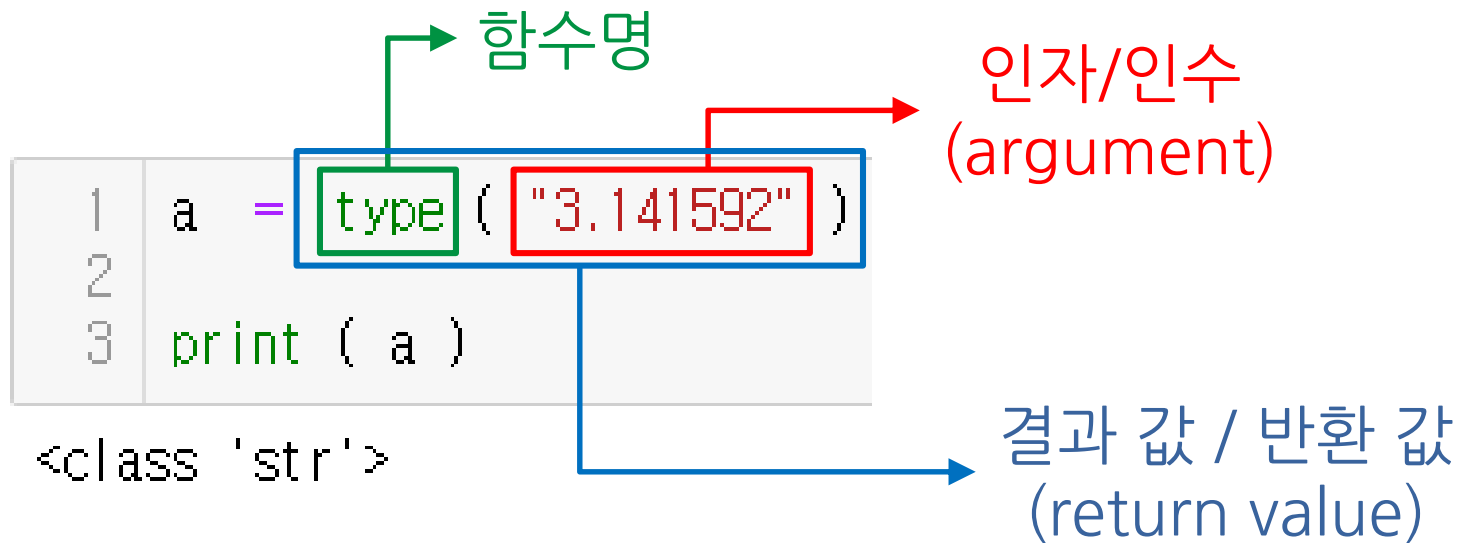 함수명
인자/인수
(argument)
1 a = type ( "3.141592" )
2
3 print ( a )
<class 'str'>
결과 값 / 반환 값
(return value)